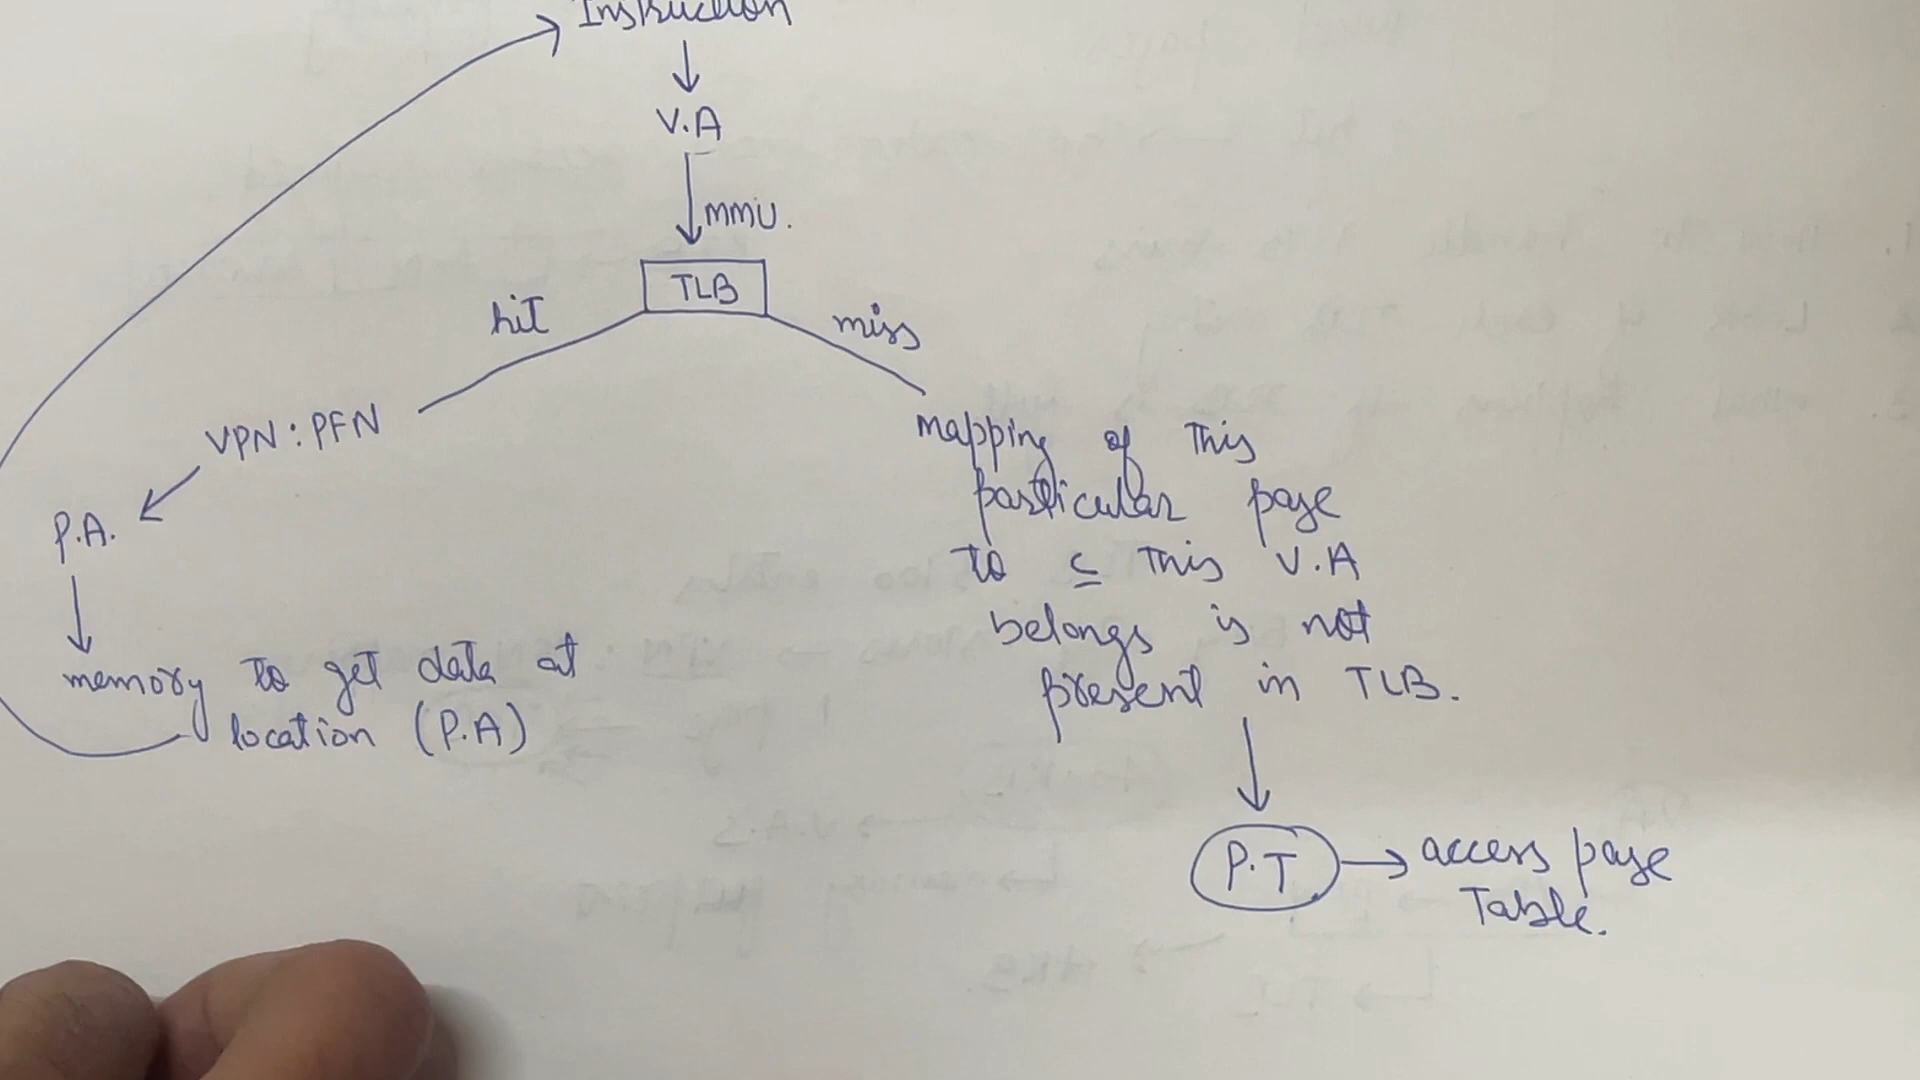 Instruction
V.A
MMU.
TLB
hit
miss
VPN : PFN
P.A.
memory to get data at
location (P.A)
mapping of this
particular page
to c this V.A
belongs is not
present in TLB.
P.T → access page
Table.